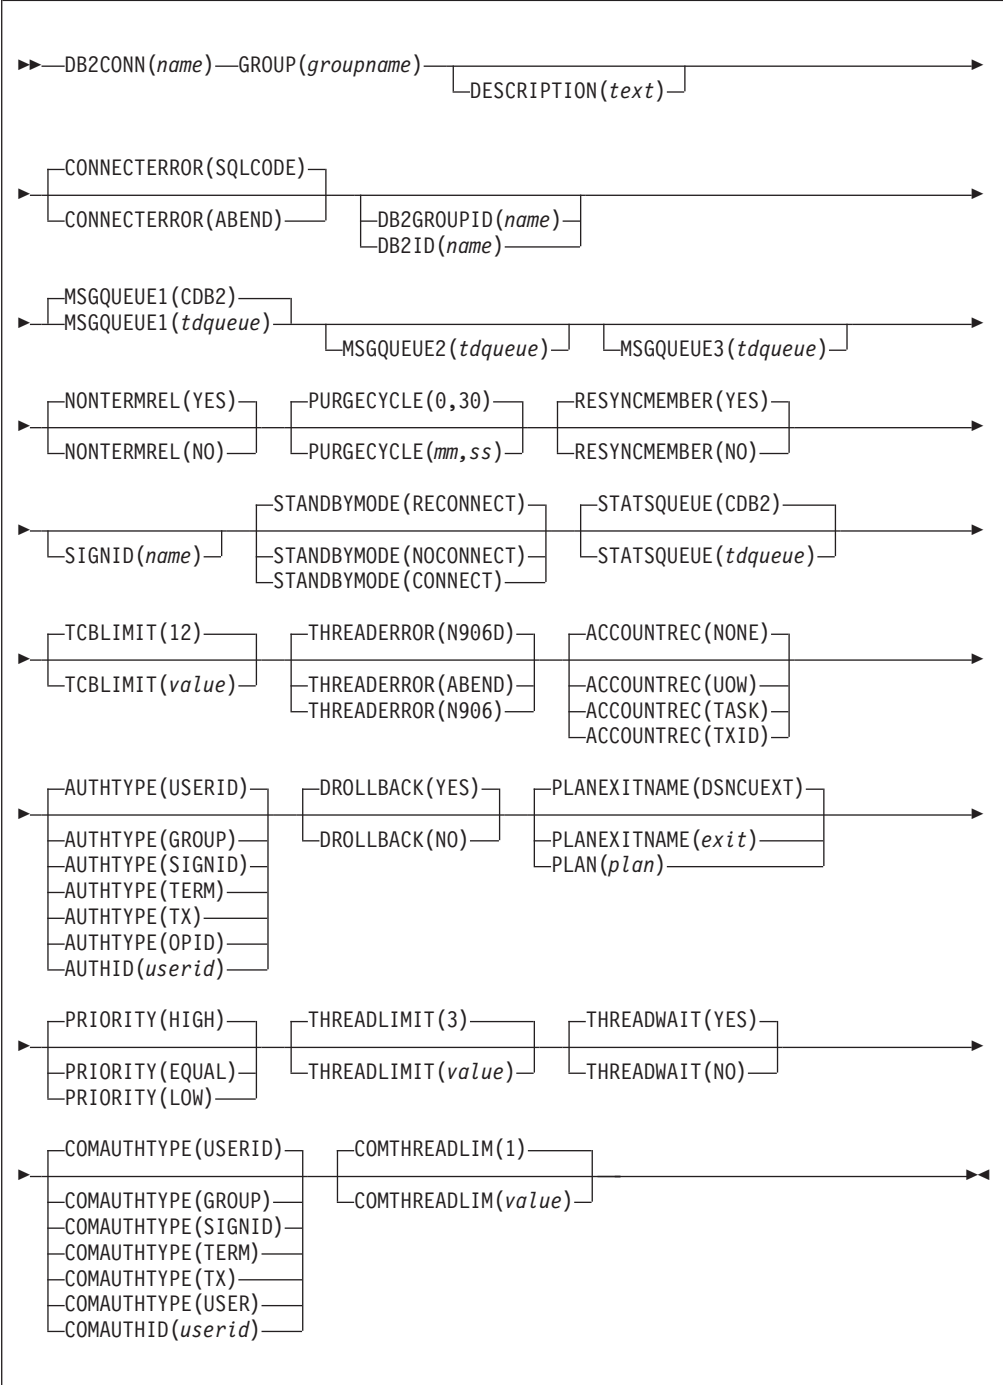 DB2CONN(name) GROUP(groupname)
DESCRIPTION(text)
CONNECTERROR(SQLCODE)
CONNECTERROR(ABEND) DB2GROUPID(name)
DB2ID(name)
MSGQUEUE1(CDB2)
MSGQUEUE1(tdqueue)
MSGQUEUE2(tdqueue) MSGQUEUE3(tdqueue)
NONTERMREL(YES) PURGECYCLE(0,30) RESYNCMEMBER(YES)
NONTERMREL(NO) PURGECYCLE(mm,ss) RESYNCMEMBER(NO)
STANDBYMODE(RECONNECT) STATSQUEUE(CDB2)
SIGNID(name) STANDBYMODE(NOCONNECT) STATSQUEUE(tdqueue)
STANDBYMODE(CONNECT)
TCBLIMIT(12) THREADERROR(N906D) ACCOUNTREC(NONE)
TCBLIMIT(value) THREADERROR(ABEND) ACCOUNTREC(UOW)
THREADERROR(N906) ACCOUNTREC(TASK)
ACCOUNTREC(TXID)
AUTHTYPE(USERID) DROLLBACK(YES) PLANEXITNAME(DSNCUEXT)
AUTHTYPE(GROUP) DROLLBACK(NO) PLANEXITNAME(exit)
AUTHTYPE(SIGNID) PLAN(plan)
AUTHTYPE(TERM)
AUTHTYPE(TX)
AUTHTYPE(OPID)
AUTHID(userid)
PRIORITY(HIGH) THREADLIMIT(3) THREADWAIT(YES)
PRIORITY(EQUAL) THREADLIMIT(value) THREADWAIT(NO)
PRIORITY(LOW)
COMAUTHTYPE(USERID) COMTHREADLIM(1)
COMAUTHTYPE(GROUP) COMTHREADLIM(value)
COMAUTHTYPE(SIGNID)
COMAUTHTYPE(TERM)
COMAUTHTYPE(TX)
COMAUTHTYPE(USER)
COMAUTHID(userid)